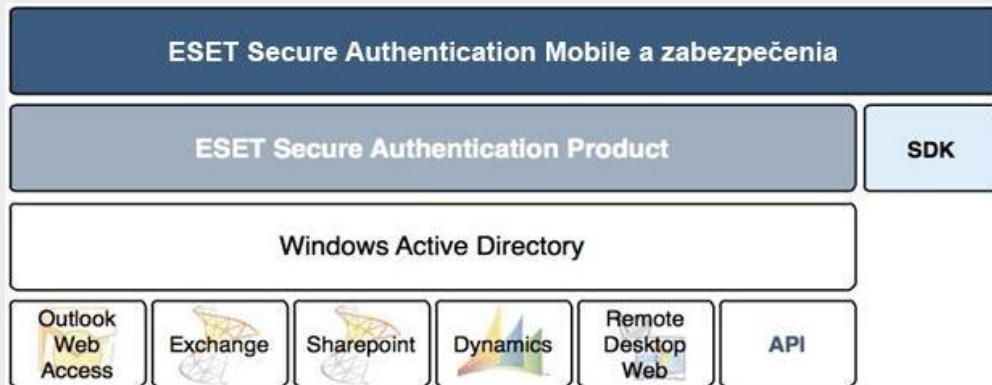 ESET Secure Authentication Mobile a zabezpečenia
ESET Secure Authentication Product
SDK
Windows Active Directory
Outlook
Web
Access
Exchange
Sharepoint
Dynamics
Remote
Desktop
Web
API